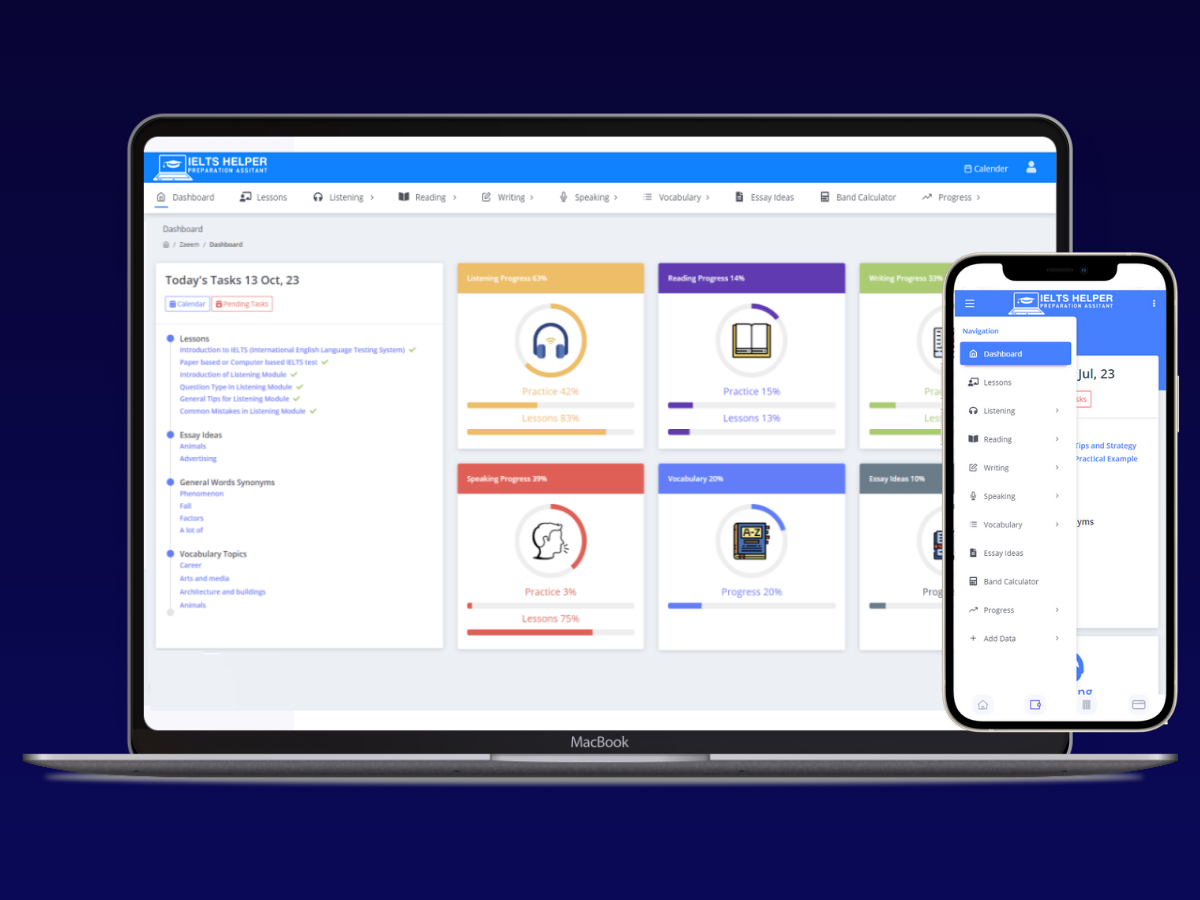 IELTS HELPER
PREPARATION ASSITANT
Calender
Dashboard Lessons Listening Reading Writing Speaking Vocabulary Essay Ideas Band Calculator Progress
Dashboard
/ Zaeem / Dashboard
Today's Tasks 13 Oct, 23
Calendar Pending Tasks
Lessons
Introduction to IELTS (International English Language Testing System)
Paper based or Computer based IELTS test
Introduction of Listening Module
Question Type in Listening Module
General Tips for Listening Module
Common Mistakes in Listening Module
Essay Ideas
Animals
Advertising
General Words Synonyms
Phenomenon
Fall
Factors
A lot of
Vocabulary Topics
Career
Arts and media
Architecture and buildings
Animals
Listening Progress 63%
Practice 42%
Lessons 83%
Reading Progress 14%
Practice 15%
Lessons 13%
Writing Progress 33%
Pra
Les
Speaking Progress 39%
Practice 3%
Lessons 75%
Vocabulary 20%
A-Z
Progress 20%
Essay Ideas 10%
Prog
MacBook
IELTS HELPER
PREPARATION ASSITANT
Navigation
Dashboard
Lessons
Listening
Reading
Writing
Speaking
Vocabulary
Essay Ideas
Band Calculator
Progress
Add Data
Jul, 23
sks
Tips and Strategy
Practical Example
yms
ng